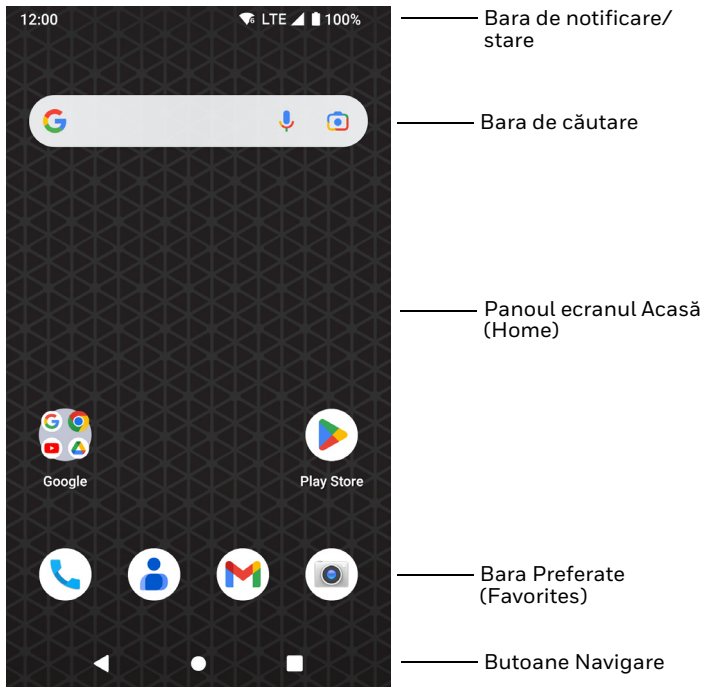 12:00 LTE 100%
Bara de notificare/
stare
Bara de căutare
Panoul ecranul Acasă
(Home)
Google
Play Store
Bara Preferate
(Favorites)
Butoane Navigare